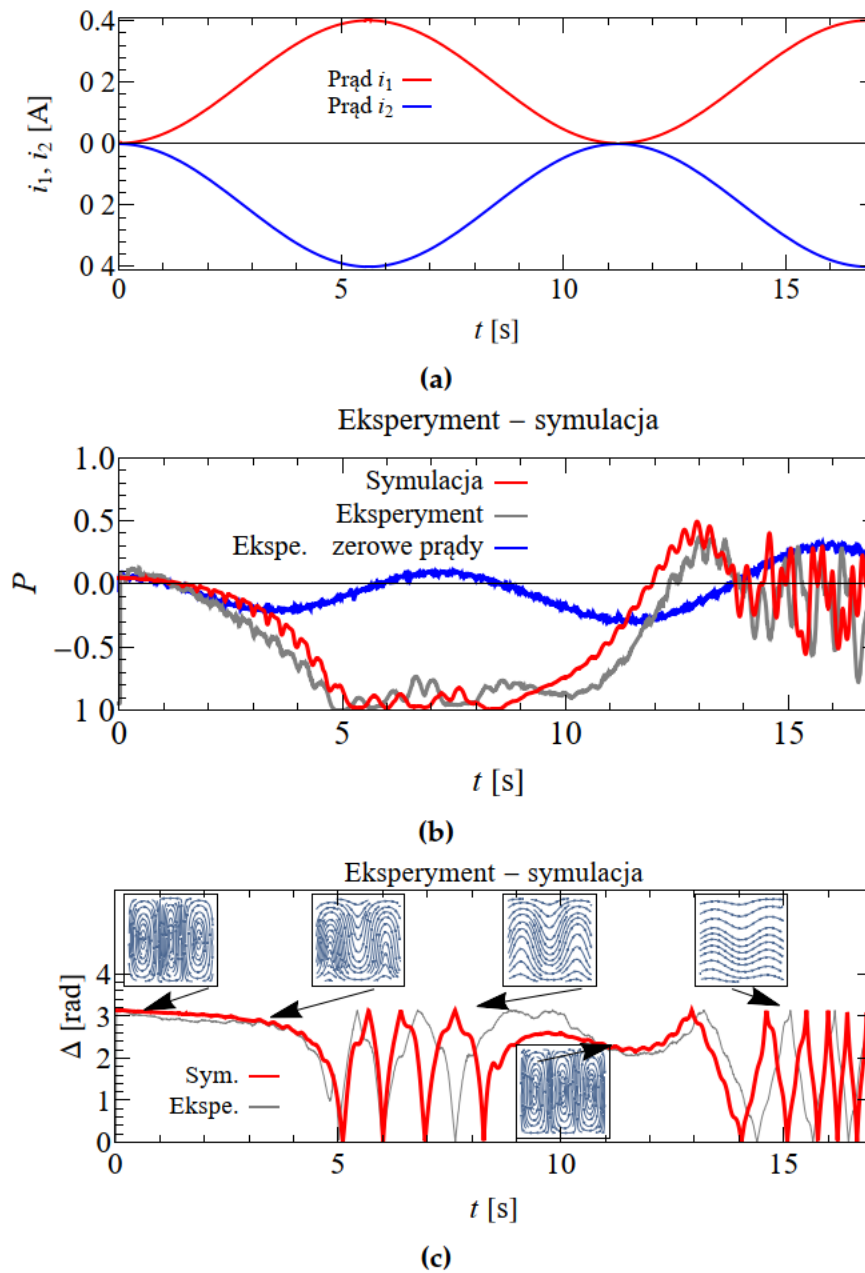 0.4
0 2
0 0
0 2
0 4
i₁, i₂ [A]
Prąd i₁
Prąd i₂
0 5 10 15
t [s]
(a)
Eksperyment – symulacja
1.0
0.5
0.0
−0.5
1 0
P
Symulacja
Eksperyment
Ekspe. zerowe prądy
0 5 10 15
t [s]
(b)
Eksperyment – symulacja
4
3
2
1
0
Δ [rad]
Sym.
Ekspe.
0 5 10 15
t [s]
(c)